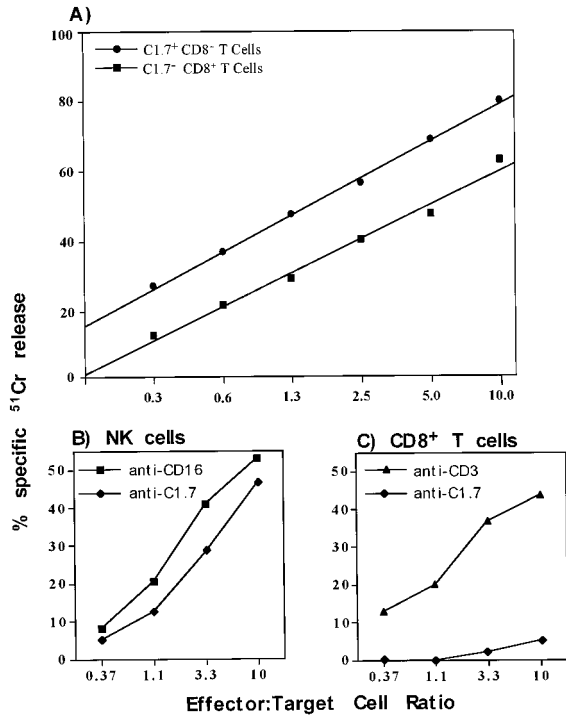 A)
C1.7⁺ CD8⁻ T Cells
C1.7⁻ CD8⁺ T Cells
100
80
60
40
20
0
0.3 0.6 1.3 2.5 5.0 10.0
% specific ⁵¹Cr release
B) NK cells
anti-CD16
anti-C1.7
50
40
30
20
10
0
0.37 1.1 3.3 10
C) CD8⁺ T cells
anti-CD3
anti-C1.7
50
40
30
20
10
0
0.37 1.1 3.3 10
Effector:Target Cell Ratio